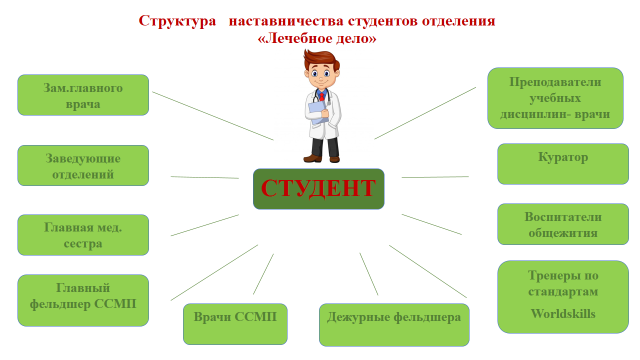 Структура наставничества студентов отделения
«Лечебное дело»
Зам.главного
врача
Заведующие
отделений
Главная мед.
сестра
Главный
фельдшер ССМП
Врачи ССМП
СТУДЕНТ
Дежурные фельдшера
Преподаватели
учебных
дисциплин- врачи
Куратор
Воспитатели
общежития
Тренеры по
стандартам
Worldskills